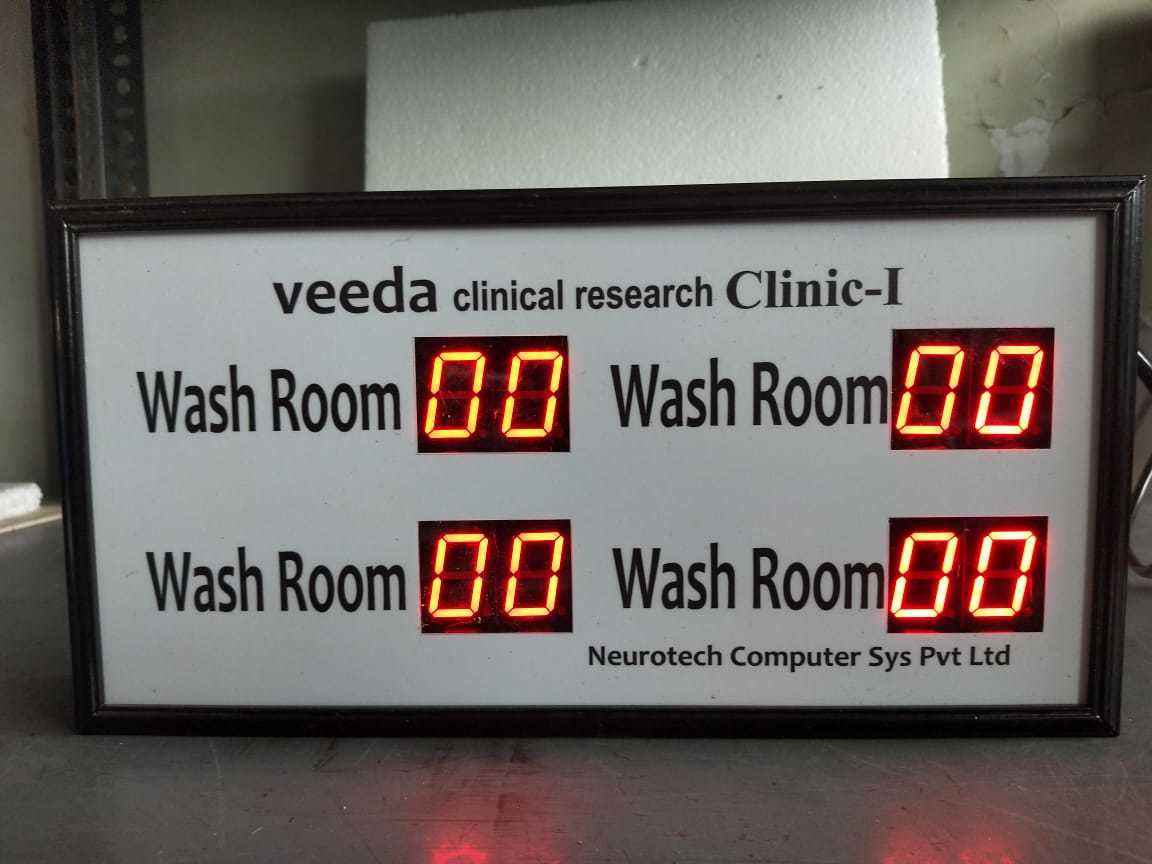 veeda clinical research Clinic-I
Wash Room 00 Wash Room 00
Wash Room 00 Wash Room 00
Neurotech Computer Sys Pvt Ltd